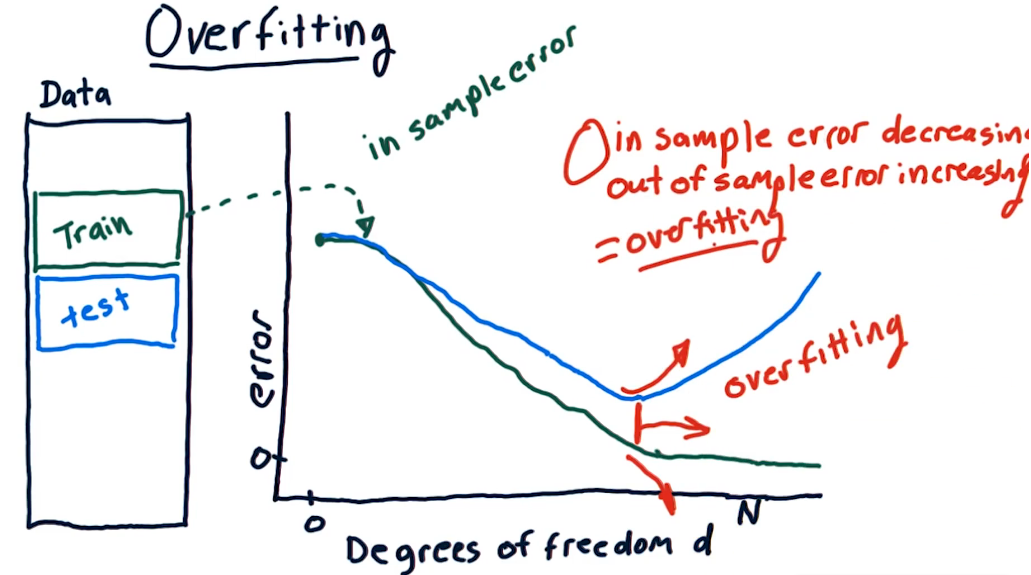 Overfitting
Data
Train
test
in sample error
O in sample error decreasing
out of sample error increasing
= overfitting
overfitting
error
0
0
N
Degrees of freedom d